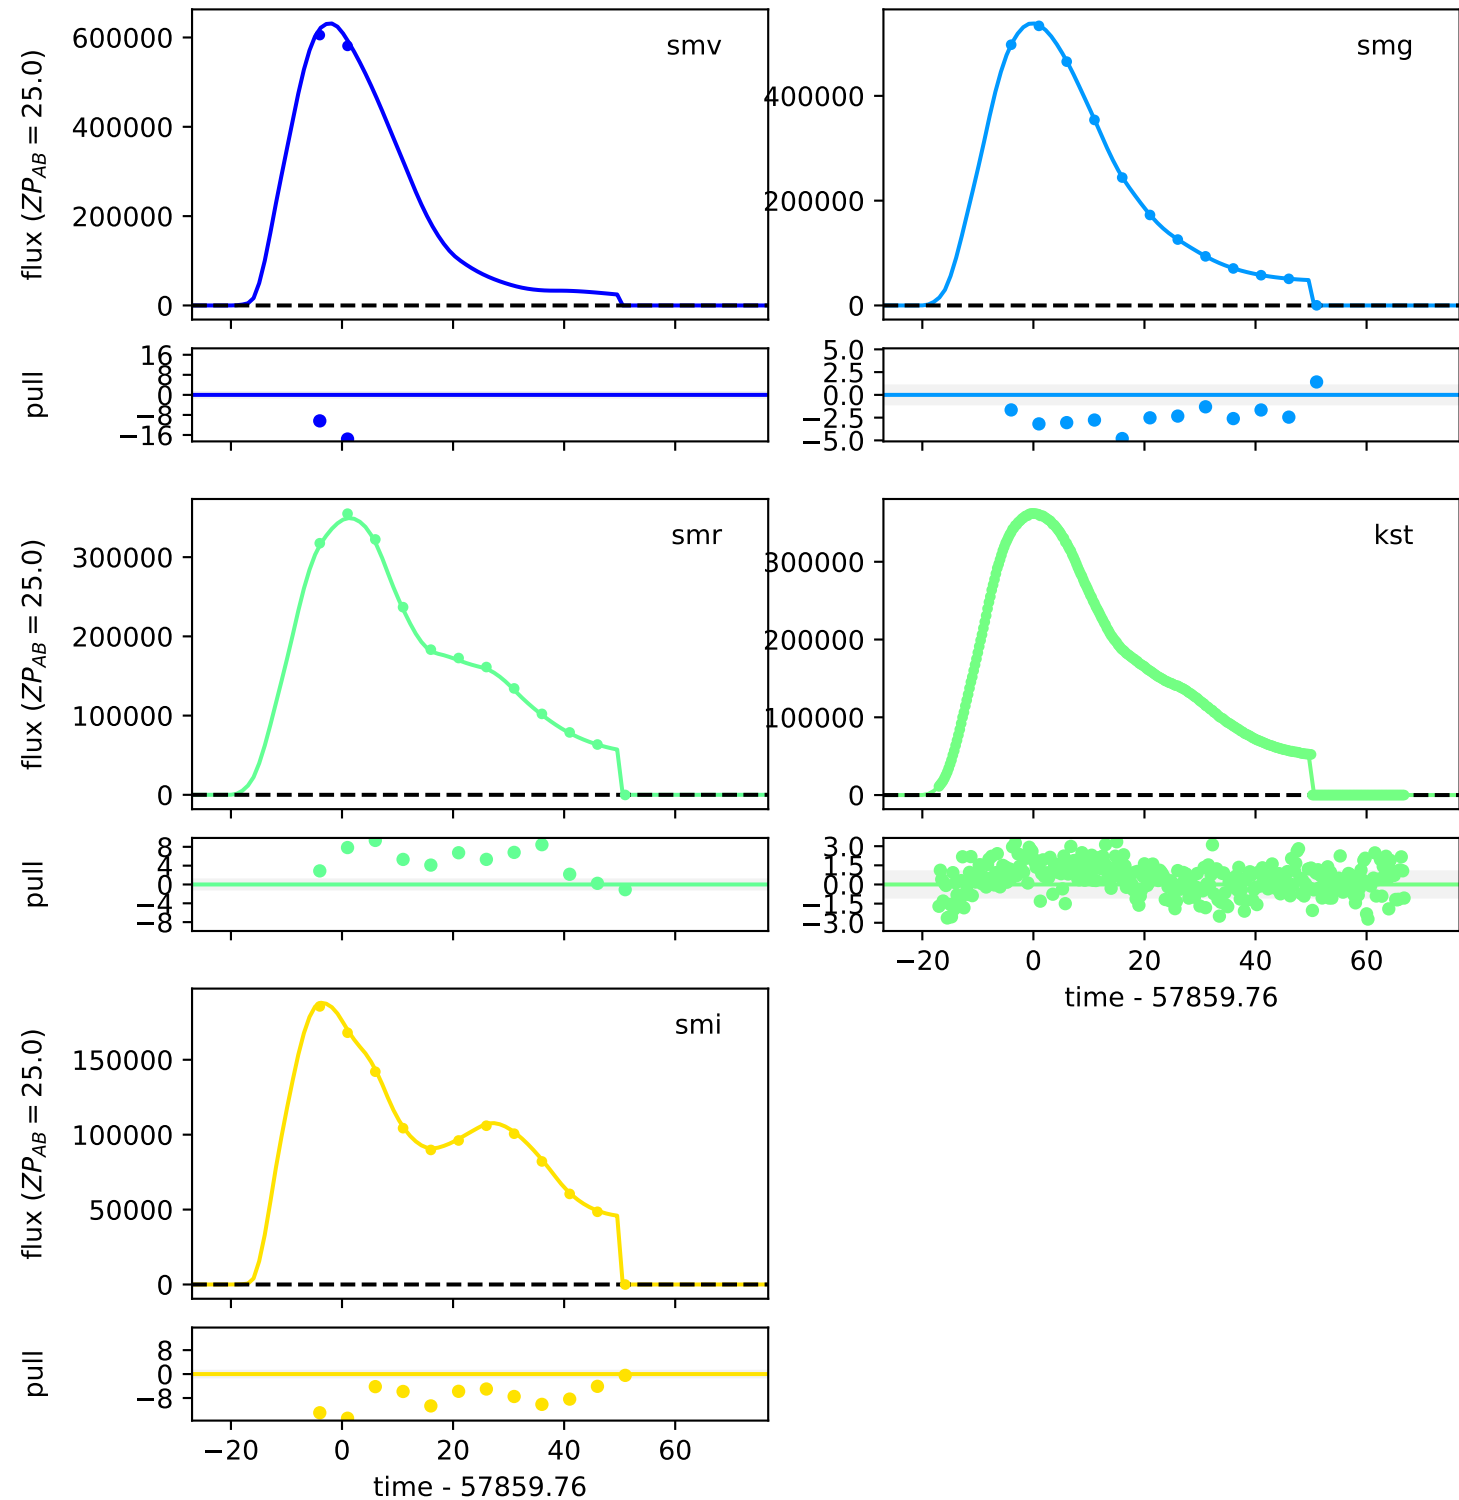 smv
flux (ZP_AB = 25.0)
600000
400000
200000
0
pull
16
8
0
−8
−16
smg
400000
200000
0
5.0
2.5
0.0
−2.5
−5.0
smr
flux (ZP_AB = 25.0)
300000
200000
100000
0
pull
8
4
0
−4
−8
kst
300000
200000
100000
0
3.0
1.5
0.0
−1.5
−3.0
−20 0 20 40 60
time - 57859.76
smi
flux (ZP_AB = 25.0)
150000
100000
50000
0
pull
8
0
−8
−20 0 20 40 60
time - 57859.76